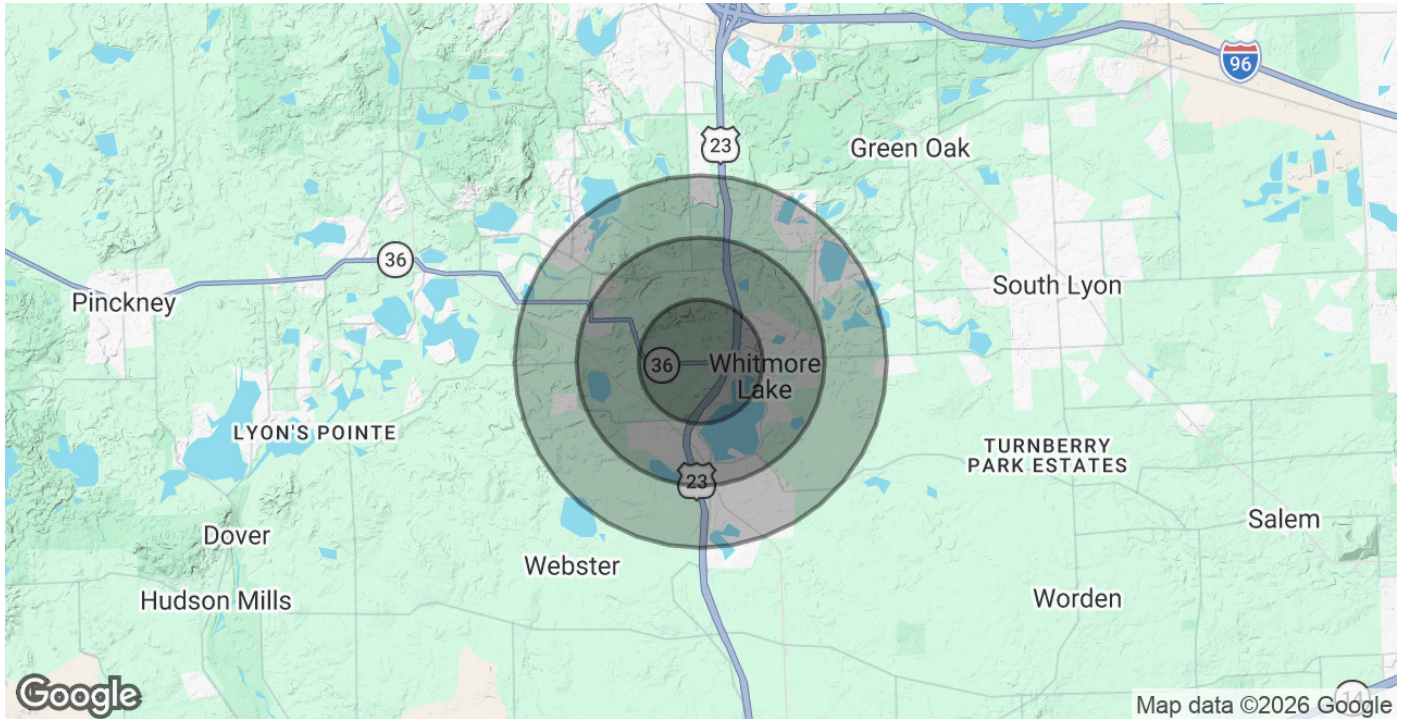 96
23
Green Oak
36
South Lyon
Pinckney
36
Whitmore
Lake
LYON'S POINTE
TURNBERRY
PARK ESTATES
23
Salem
Dover
Webster
Hudson Mills
Worden
14
Google
Map data ©2026 Google